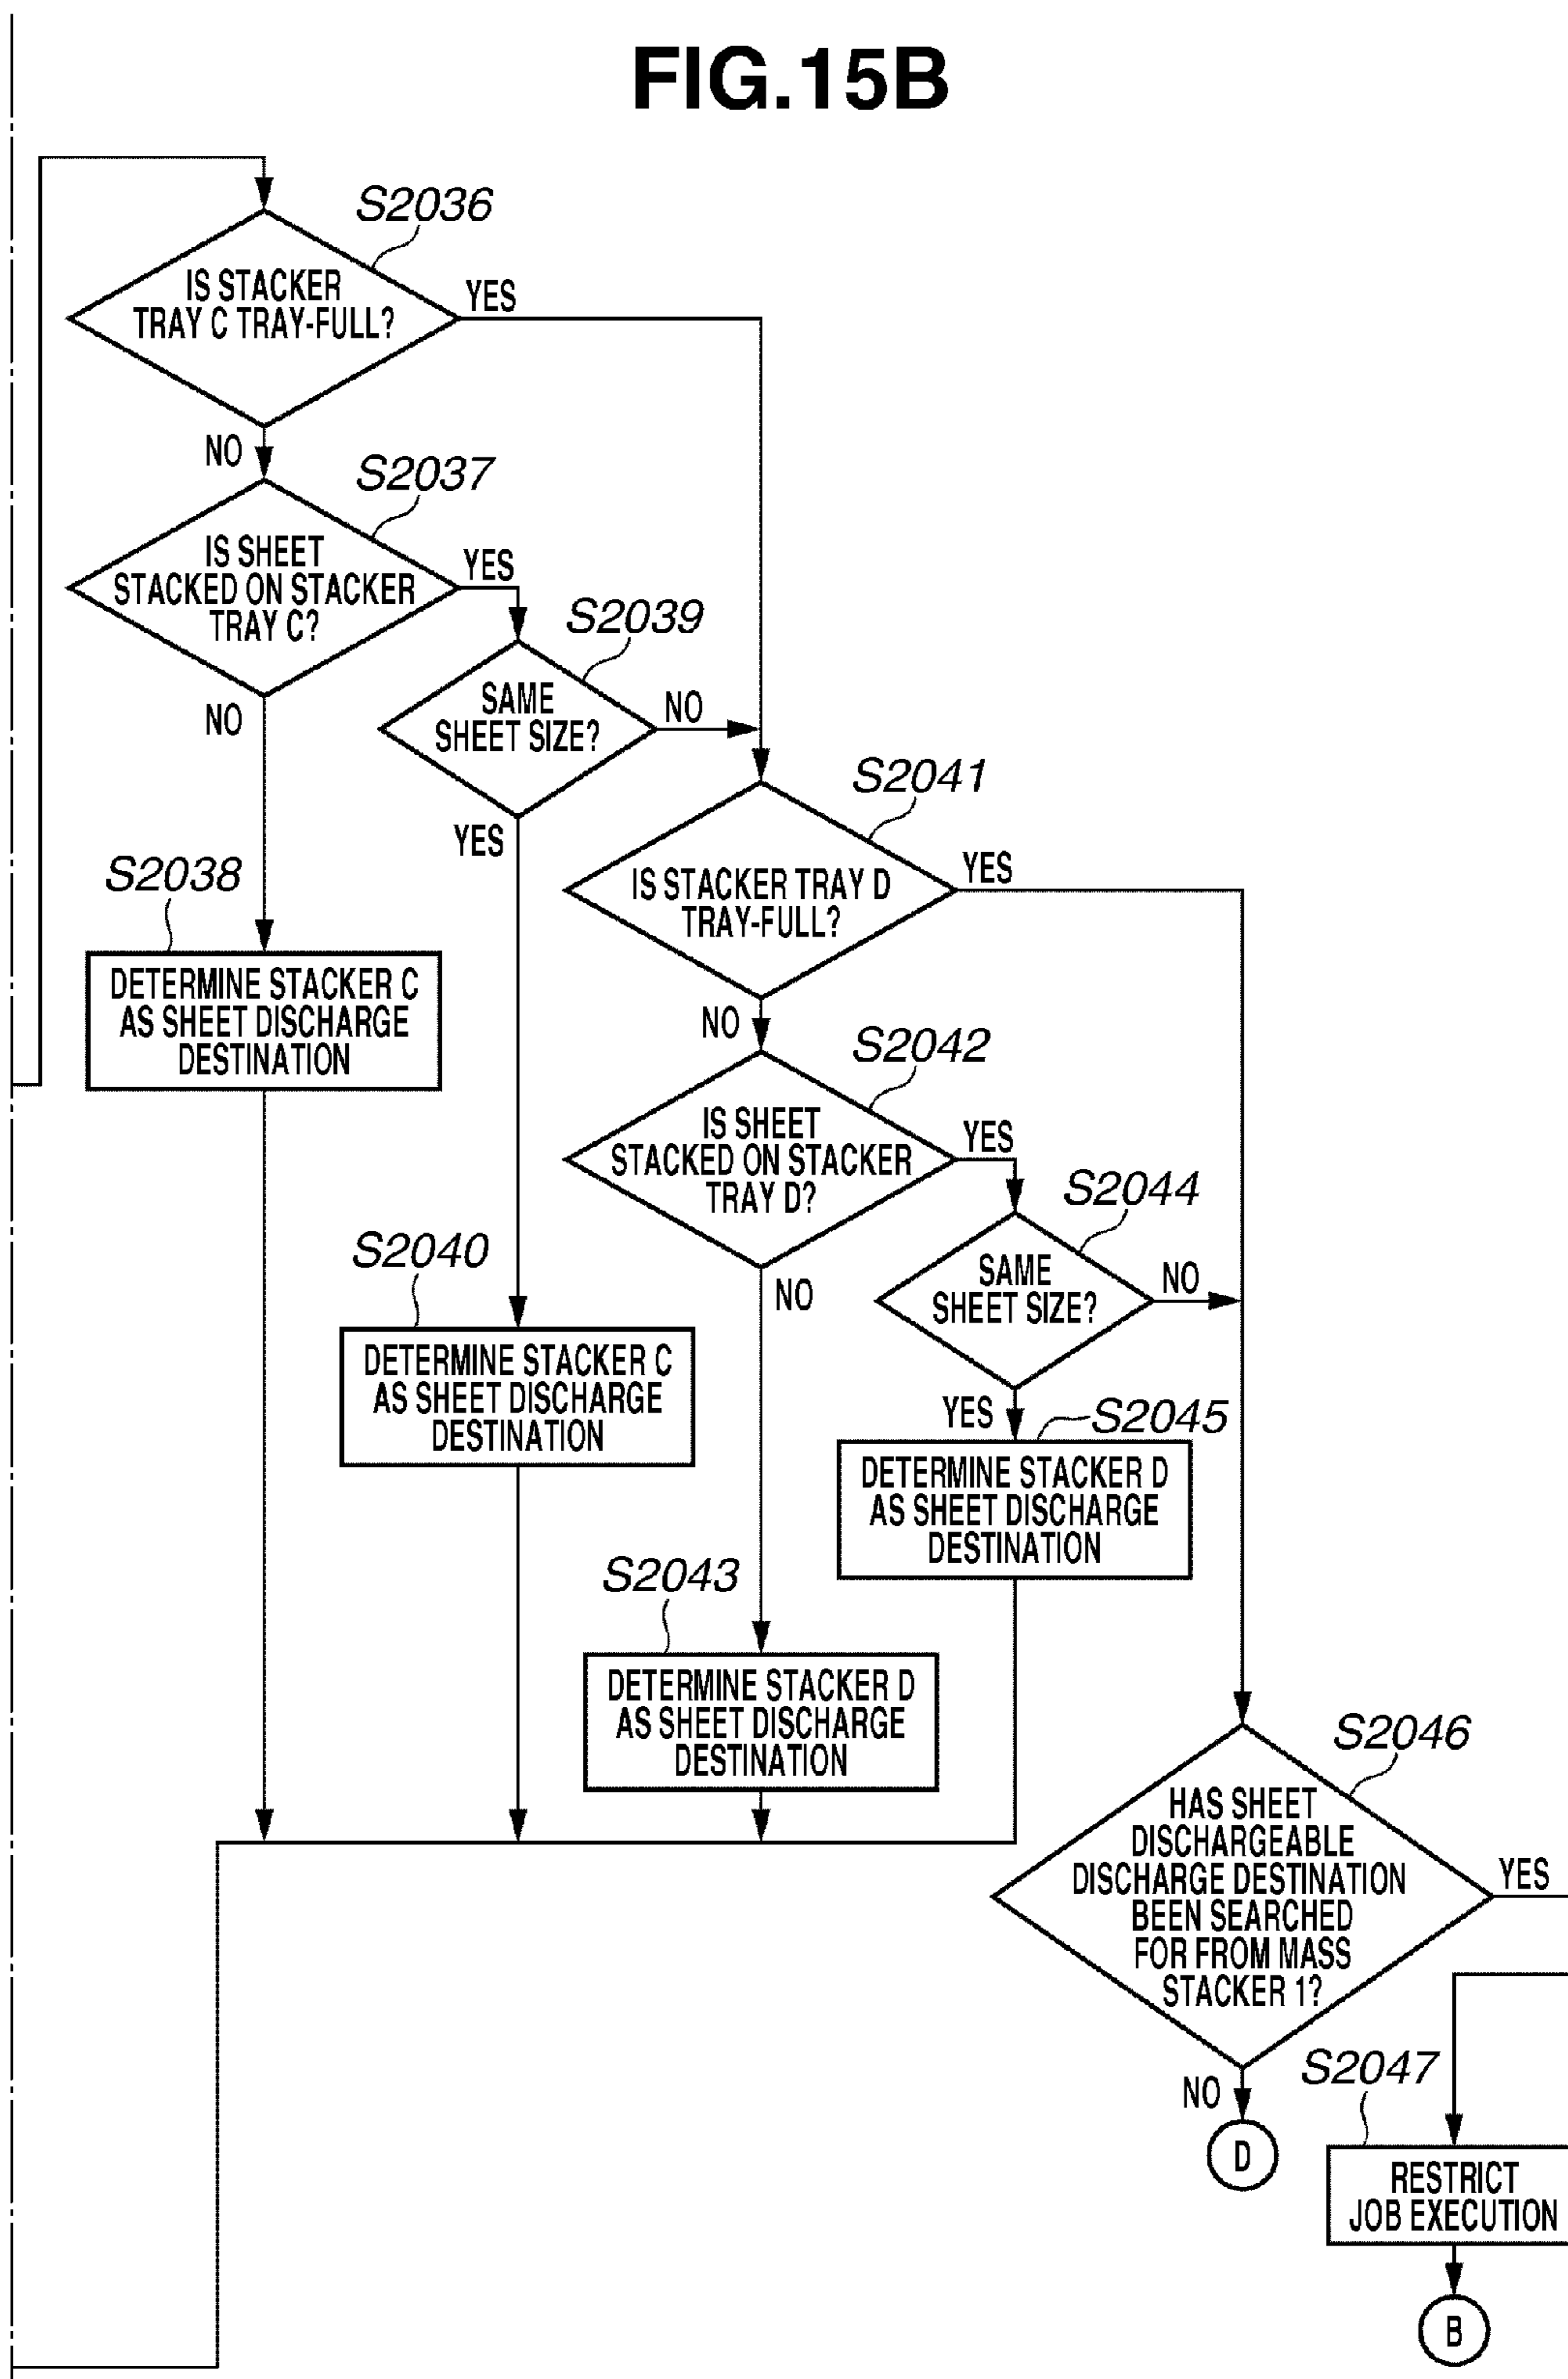 FIG.15B
S2036
IS STACKER
TRAY C TRAY-FULL?
YES
NO
S2037
IS SHEET
STACKED ON STACKER
TRAY C?
YES
NO
S2039
SAME
SHEET SIZE?
NO
YES
S2038
DETERMINE STACKER C
AS SHEET DISCHARGE
DESTINATION
S2041
IS STACKER TRAY D
TRAY-FULL?
YES
NO
S2042
IS SHEET
STACKED ON STACKER
TRAY D?
YES
NO
S2044
SAME
SHEET SIZE?
NO
YES
S2040
DETERMINE STACKER C
AS SHEET DISCHARGE
DESTINATION
S2045
DETERMINE STACKER D
AS SHEET DISCHARGE
DESTINATION
S2043
DETERMINE STACKER D
AS SHEET DISCHARGE
DESTINATION
S2046
HAS SHEET
DISCHARGEABLE
DISCHARGE DESTINATION
BEEN SEARCHED
FOR FROM MASS
STACKER 1?
YES
NO
D
S2047
RESTRICT
JOB EXECUTION
B